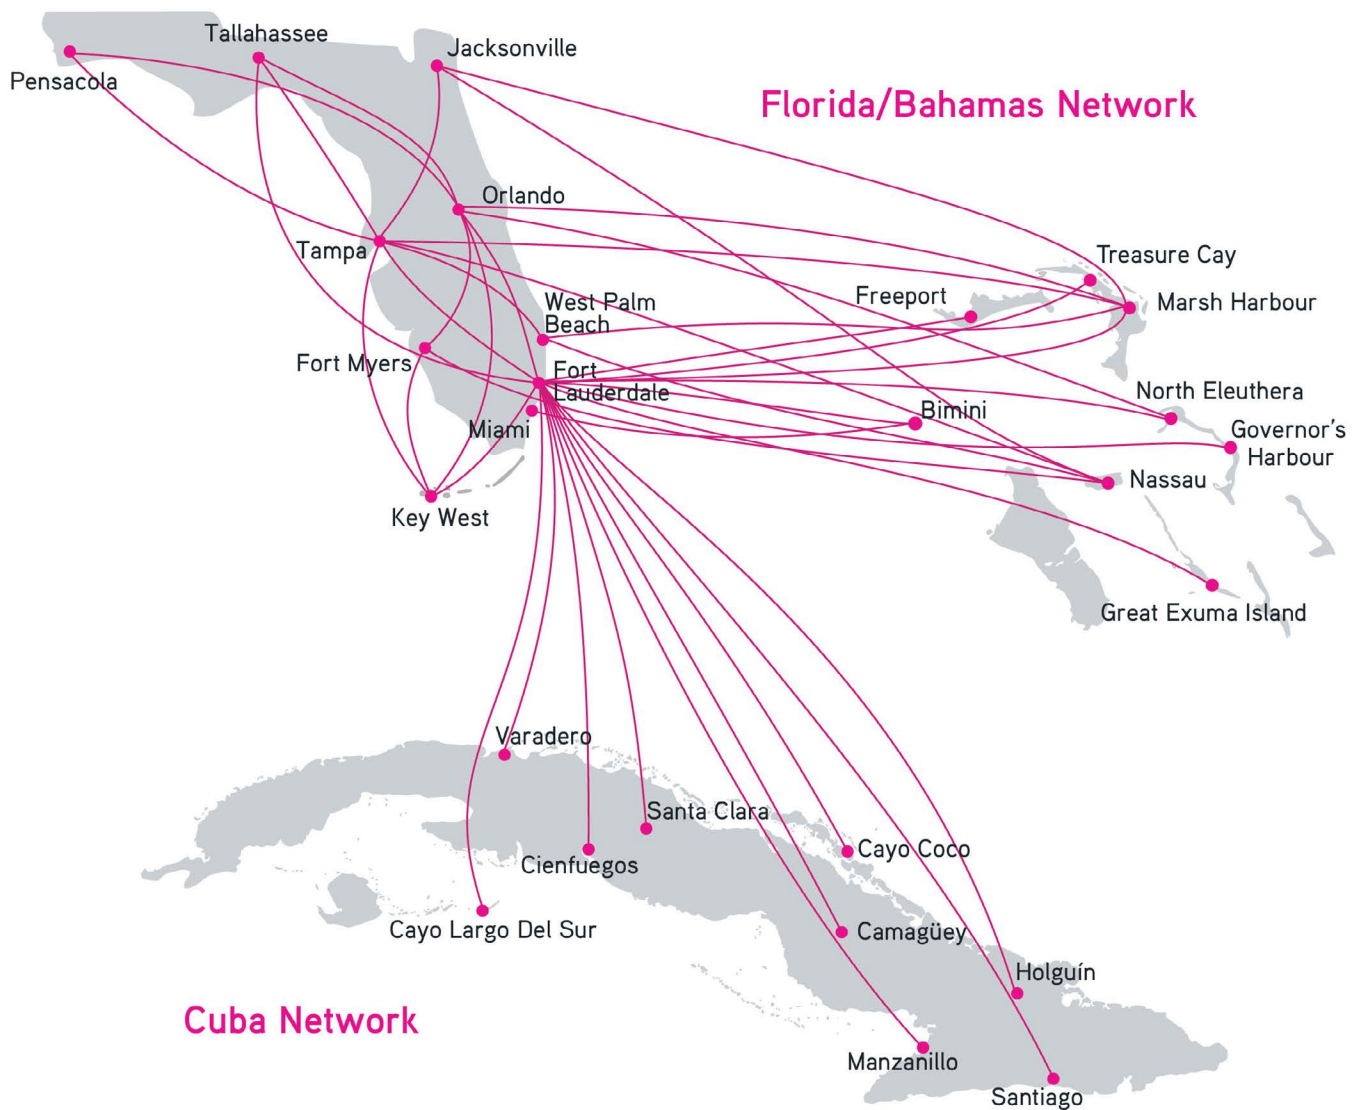 Tallahassee
Jacksonville
Pensacola
Florida/Bahamas Network
Orlando
Tampa
Treasure Cay
Freeport
Marsh Harbour
West Palm
Beach
Fort Myers
Fort
Lauderdale
North Eleuthera
Bimini
Miami
Governor's
Harbour
Nassau
Key West
Great Exuma Island
Varadero
Santa Clara
Cayo Coco
Cienfuegos
Cayo Largo Del Sur
Camagüey
Holguín
Cuba Network
Manzanillo
Santiago